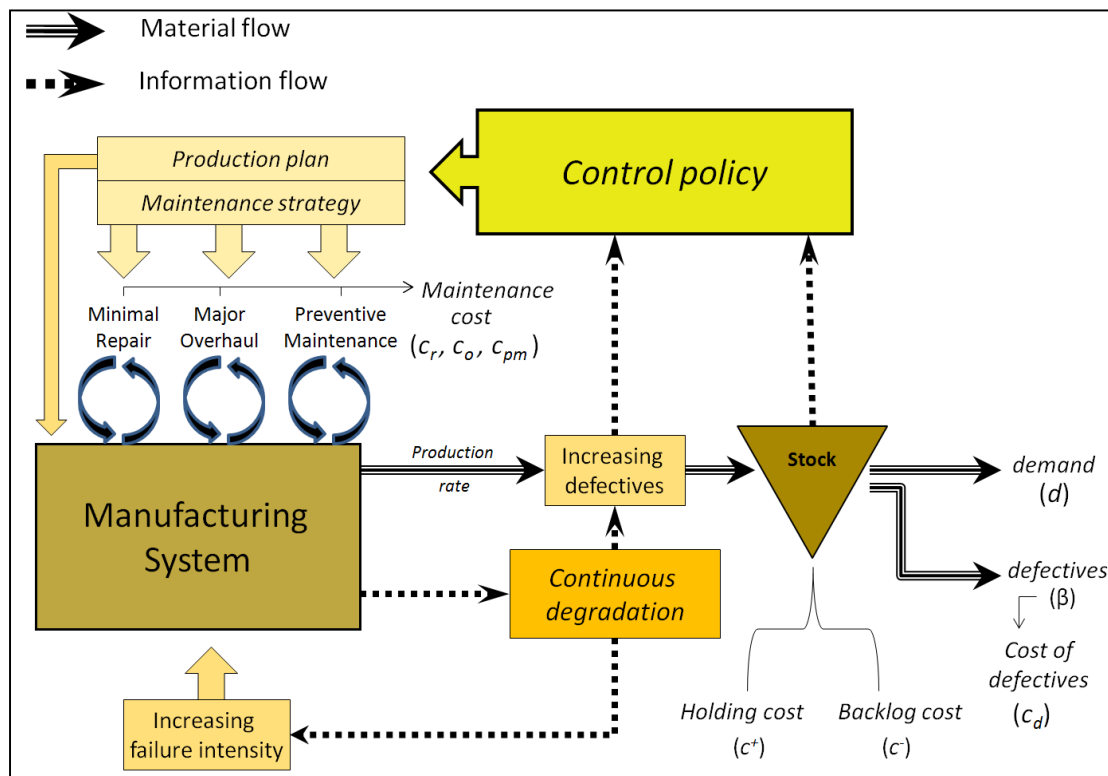 Material flow
Information flow
Production plan
Maintenance strategy
Control policy
Minimal
Repair
Major
Overhaul
Preventive
Maintenance
Maintenance
cost
(cr, co, cpm)
Manufacturing
System
Production
rate
Increasing
defectives
Stock
demand
(d)
Continuous
degradation
defectives
(β)
Cost of
defectives
(cd)
Increasing
failure intensity
Holding cost
(c+)
Backlog cost
(c-)